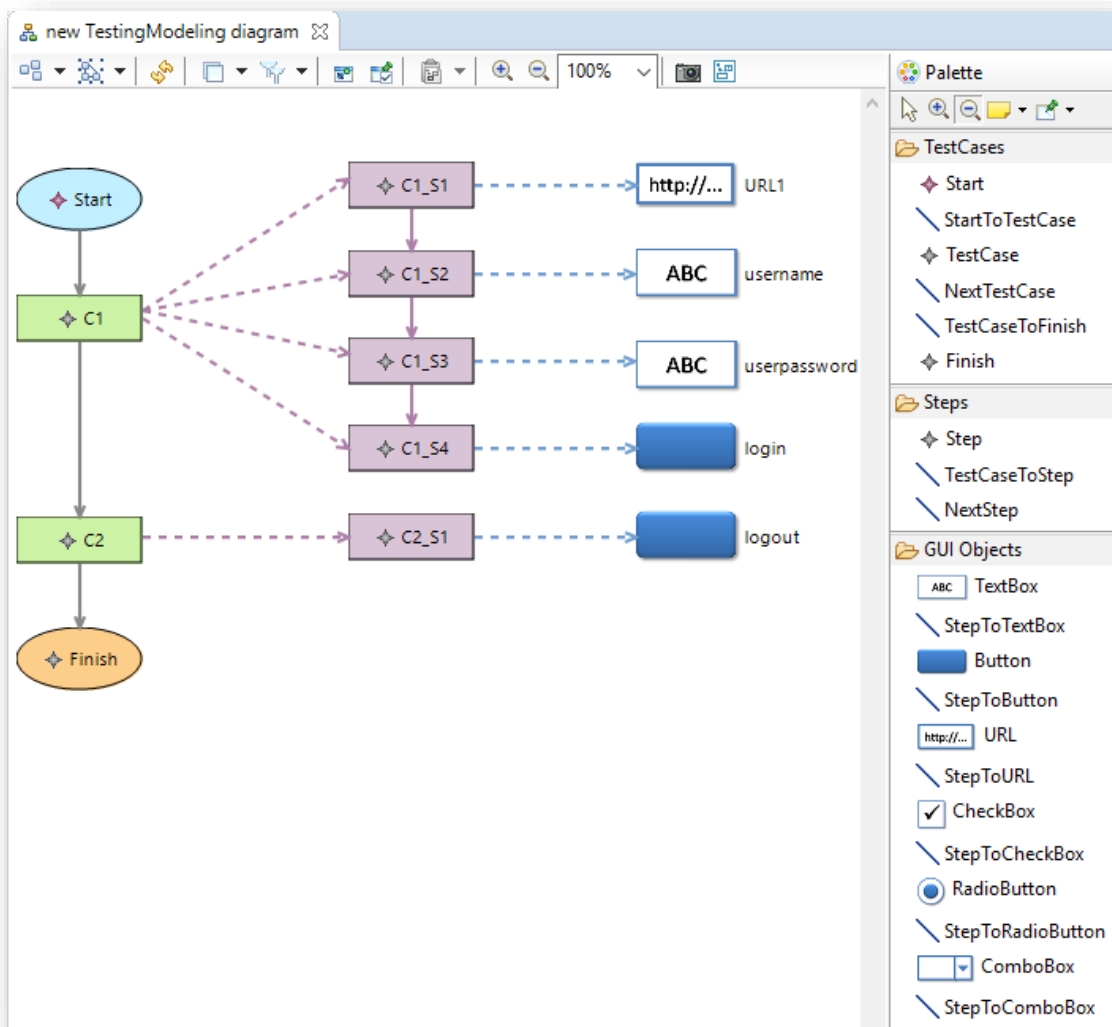 new TestingModeling diagram
100%
Start
C1
C2
Finish
C1_S1
C1_S2
C1_S3
C1_S4
C2_S1
http://...
URL1
ABC
username
ABC
userpassword
login
logout
Palette
TestCases
Start
StartToTestCase
TestCase
NextTestCase
TestCaseToFinish
Finish
Steps
Step
TestCaseToStep
NextStep
GUI Objects
ABC TextBox
StepToTextBox
Button
StepToButton
http://... URL
StepToURL
CheckBox
StepToCheckBox
RadioButton
StepToRadioButton
ComboBox
StepToComboBox